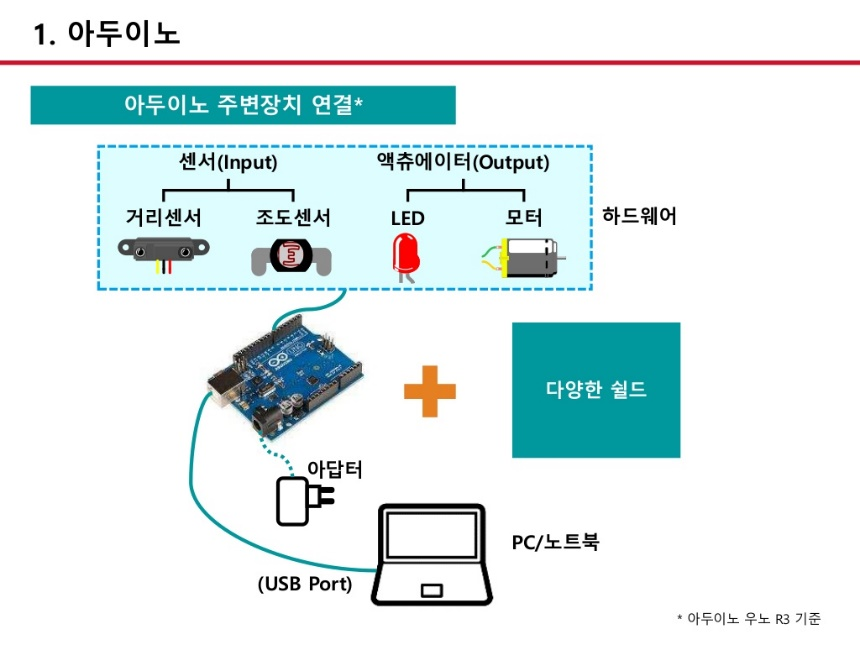 1. 아두이노
아두이노 주변장치 연결*
센서(Input)
액츄에이터(Output)
거리센서
조도센서
LED
모터
하드웨어
UNO
다양한 쉴드
아답터
PC/노트북
(USB Port)
* 아두이노 우노 R3 기준